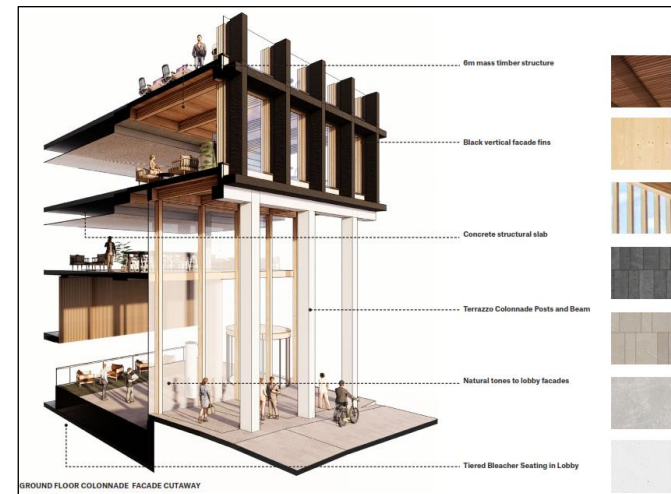 6m mass timber structure
Black vertical facade fins
Concrete structural slab
Terrazzo Colonnade Posts and Beam
Natural tones to lobby facades
Tiered Bleacher Seating in Lobby
GROUND FLOOR COLONNADE FACADE CUTAWAY